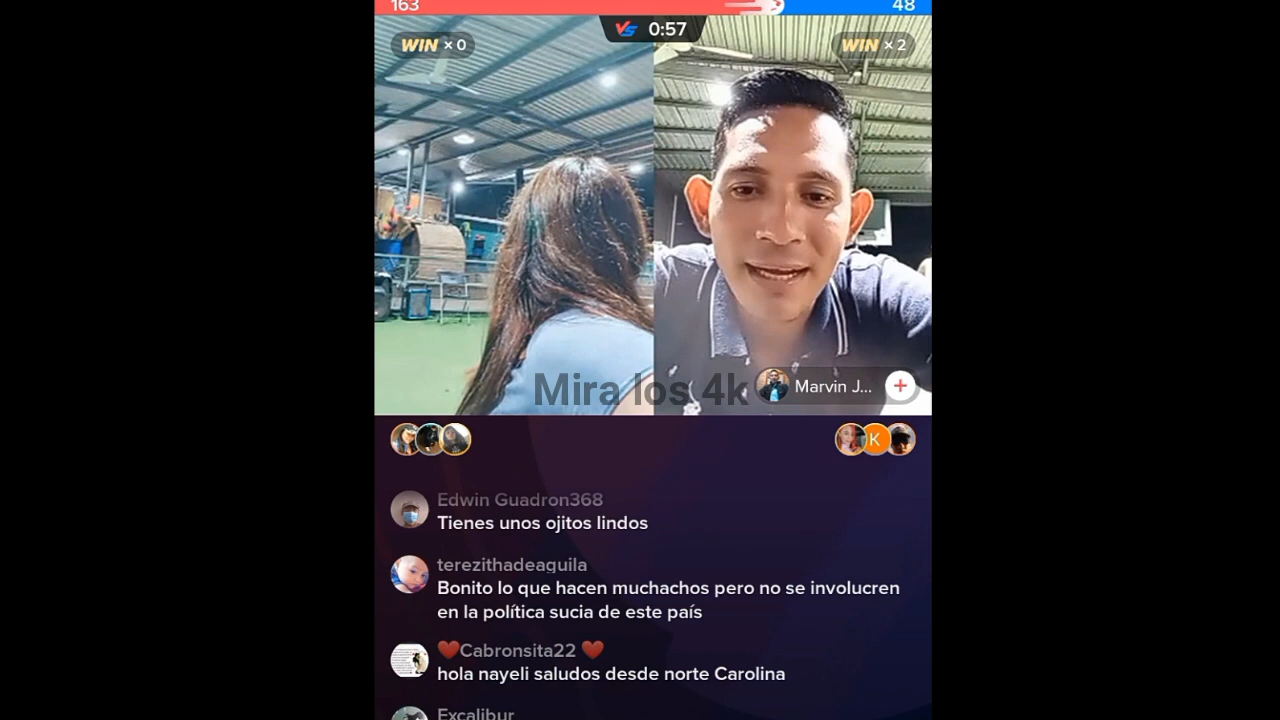 163
48
VS 0:57
WIN × 0
WIN × 2
Mira los 4k
Marvin J...
K
Edwin Guadron368
Tienes unos ojitos lindos
terezithadeaguila
Bonito lo que hacen muchachos pero no se involucren
en la política sucia de este país
❤️Cabronsita22 ❤️
hola nayeli saludos desde norte Carolina
Excalibur